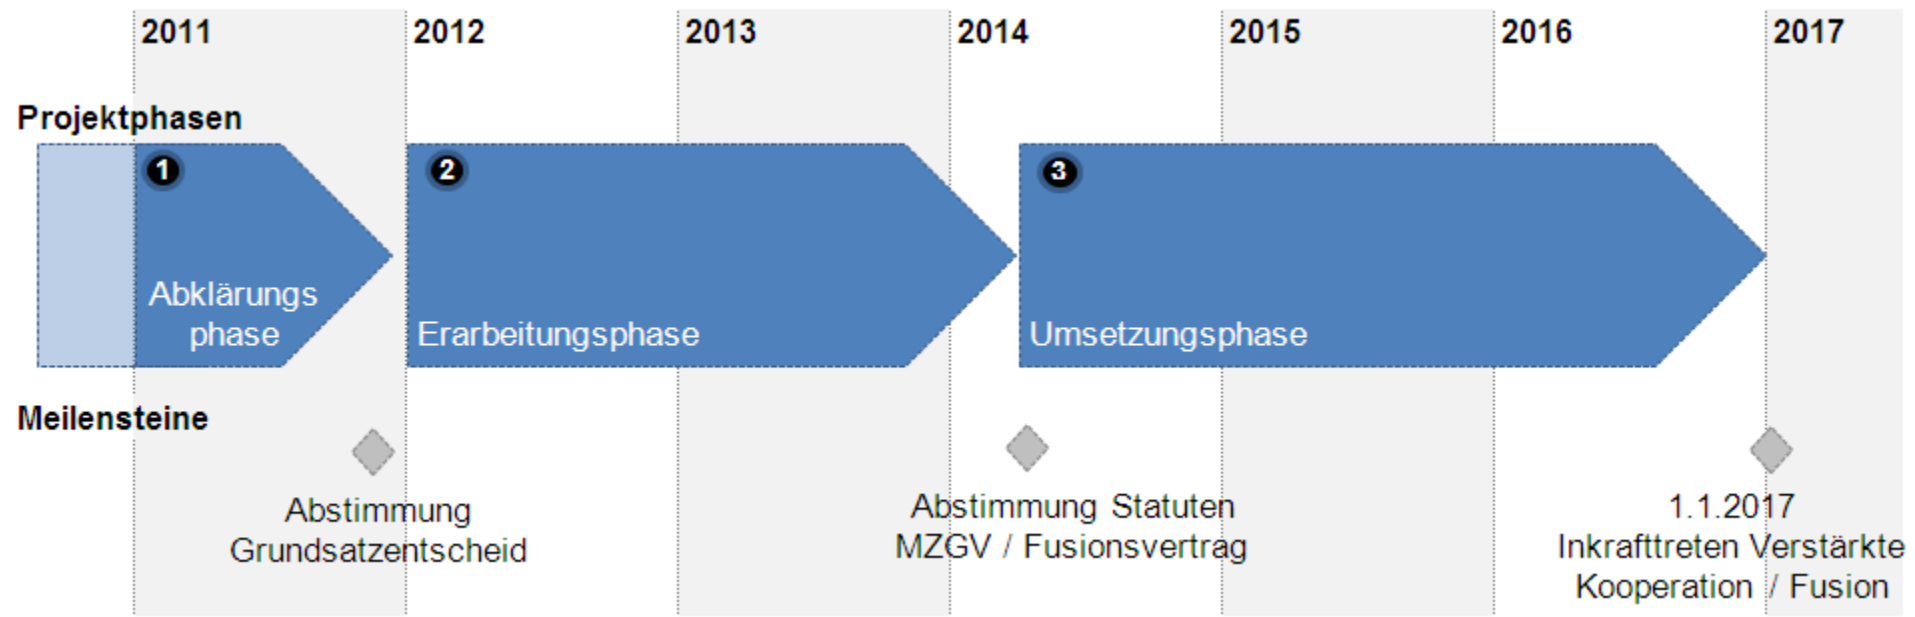 2011 2012 2013 2014 2015 2016 2017
Projektphasen
1 2 3
Abklärungs
phase
Erarbeitungsphase
Umsetzungsphase
Meilensteine
Abstimmung
Grundsatzentscheid
Abstimmung Statuten
MZGV / Fusionsvertrag
1.1.2017
Inkrafttreten Verstärkte
Kooperation / Fusion